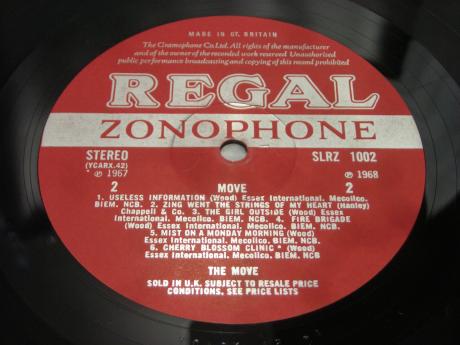 MADE IN GT. BRITAIN
The Gramophone Co. Ltd. All rights of the manufacturer
and of the owner of the recorded work reserved Unauthorised
public performance broadcasting and copying of this record prohibited
REGAL
ZONOPHONE
STEREO SLRZ 1002
(YCARX.42)
℗ 1967 ℗ 1968
2 MOVE 2
1. USELESS INFORMATION (Wood) Essex International. Mecolico.
BIEM. NCB. 2. ZING WENT THE STRINGS OF MY HEART (Hanley)
Chappell & Co. 3. THE GIRL OUTSIDE (Wood) Essex
International. Mecolico. BIEM. NCB. 4. FIRE BRIGADE
(Wood) Essex International. Mecolico. BIEM. NCB.
5. MIST ON A MONDAY MORNING (Wood)
Essex International. Mecolico. BIEM. NCB.
6. CHERRY BLOSSOM CLINIC * (Wood)
Essex International. Mecolico. BIEM. NCB
THE MOVE
SOLD IN U.K. SUBJECT TO RESALE PRICE
CONDITIONS, SEE PRICE LISTS